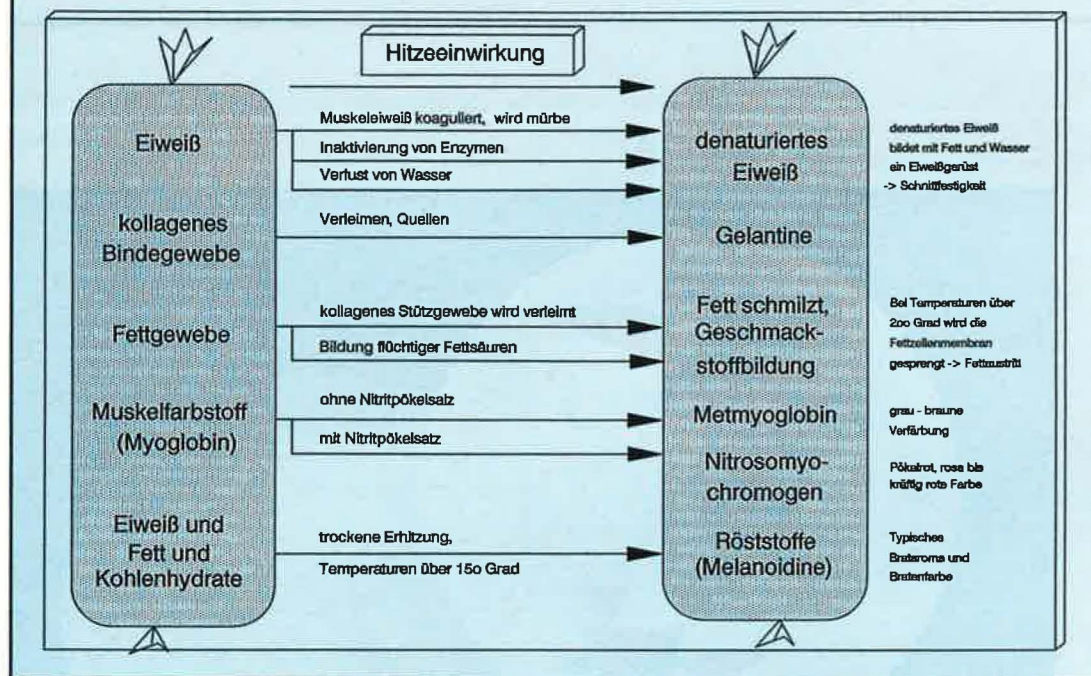 Hitzeeinwirkung
Eiweiß
Muskeleiweiß koaguliert, wird mürbe
Inaktivierung von Enzymen
Verlust von Wasser
denaturiertes
Eiweiß
denaturiertes Eiweiß
bildet mit Fett und Wasser
ein Eiweißgerüst
-> Schnittfestigkeit
kollagenes
Bindegewebe
Verleimen, Quellen
Gelantine
Fettgewebe
kollagenes Stützgewebe wird verleimt
Bildung flüchtiger Fettsäuren
Fett schmilzt,
Geschmack-
stoffbildung
Bei Temperaturen über
2oo Grad wird die
Fettzellenmembran
gesprengt -> Fettaustritt
Muskelfarbstoff
(Myoglobin)
ohne Nitritpökelsalz
mit Nitritpökelsatz
Metmyoglobin
grau - braune
Verfärbung
Nitrosomyo-
chromogen
Pökelrot, rosa bis
kräftig rote Farbe
Eiweiß und
Fett und
Kohlenhydrate
trockene Erhitzung,
Temperaturen über 15o Grad
Röststoffe
(Melanoidine)
Typisches
Bratsroma und
Bratenfarbe